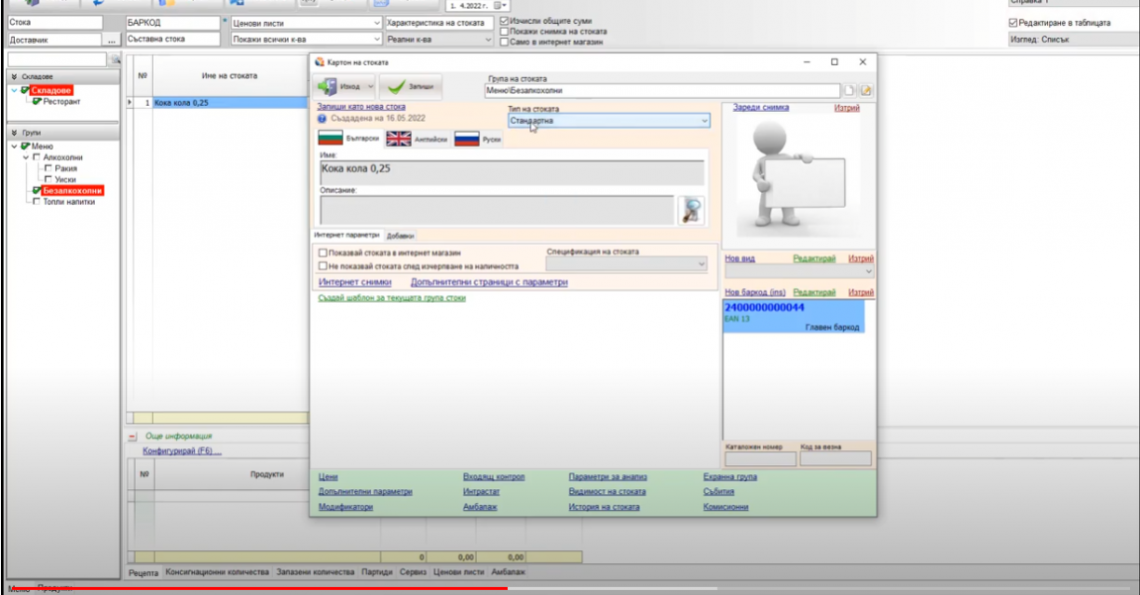 Справка 1
1. 4.2022 г.
Стока
БАРКОД
*
Ценови листи
Характеристика на стоката
Изчисли общите суми
Покажи снимка на стоката
Само в интернет магазин
Редактиране в таблицата
Доставчик
...
Съставна стока
Покажи всички к-ва
Реални к-ва
Изглед: Списък
Складове
Складове
Ресторант
Групи
Меню
Алкохолни
Ракия
Уиски
Безалкохолни
Топли напитки
№
Име на стоката
1 Кока кола 0,25
Картон на стоката
Изход
Запиши
Група на стоката
Меню\Безалкохолни
Запиши като нова стока
Създадена на 16.05.2022
Тип на стоката
Стандартна
Български
Английски
Руски
Име:
Кока кола 0,25
Описание:
Интернет параметри
Добавки
Показвай стоката в интернет магазин
Не показвай стоката след изчерпване на наличността
Спецификация на стоката
Интернет снимки
Допълнителни страници с параметри
Създай шаблон за текущата група стоки
Зареди снимка
Изтрий
Нов вид
Редактирай
Изтрий
Нов баркод (ins)
Редактирай
Изтрий
2400000000044
EAN 13
Главен баркод
Каталожен номер
Код за везна
Цени
Входящ контрол
Параметри за анализ
Екранна група
Допълнителни параметри
Интрастат
Видимост на стоката
Събития
Модификатори
Амбалаж
История на стоката
Комисионни
Още информация
Конфигурирай (F6) ...
№
Продукти
0
0,00
0,00
Рецепта
Консигнационни количества
Запазени количества
Партиди
Сервиз
Ценови листи
Амбалаж
Меню
Продукти